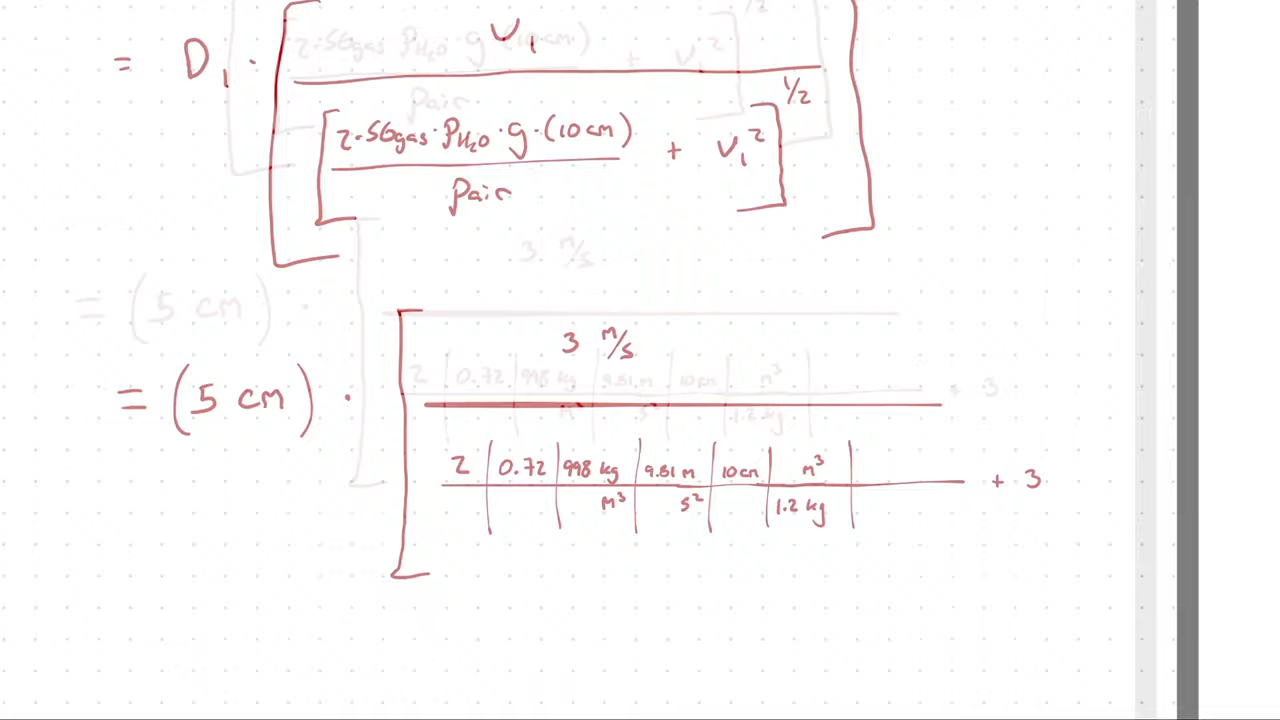 = D₁ · [ V₁ / [ 2·SGgas·ρH₂O·g·(10 cm) / ρair + V₁² ]^1/2 ]
3 m/s
= (5 cm) · [
2 | 0.72 | 998 kg | 9.81 m | 10 cm | m³ + 3
m³ s² 1.2 kg